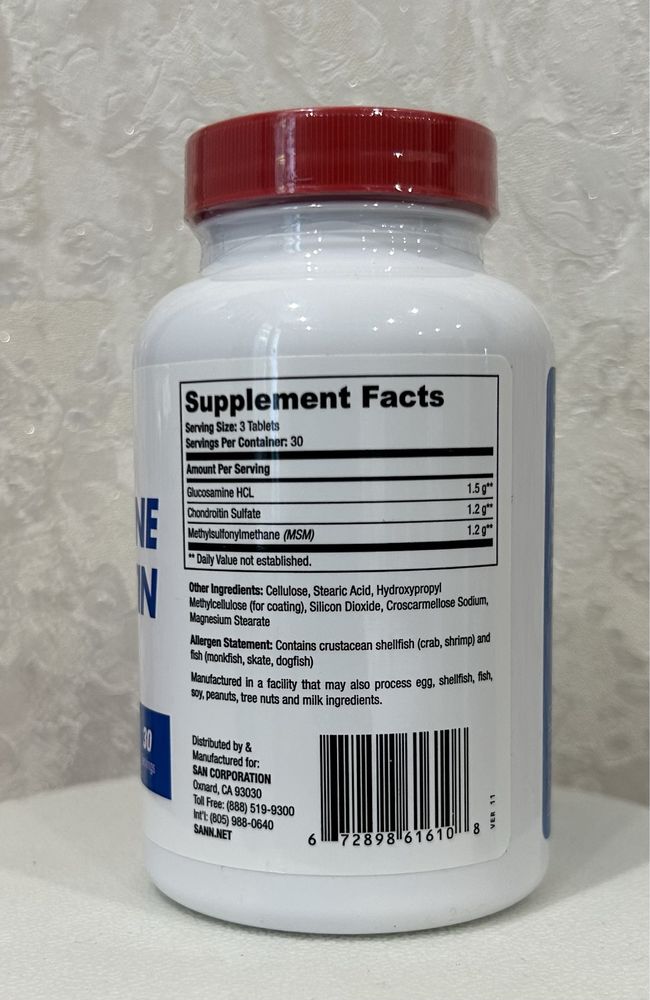 Supplement Facts
Serving Size: 3 Tablets
Servings Per Container: 30
Amount Per Serving
Glucosamine HCL 1.5 g**
Chondroitin Sulfate 1.2 g**
Methylsulfonylmethane (MSM) 1.2 g**
** Daily Value not established.
Other Ingredients: Cellulose, Stearic Acid, Hydroxypropyl
Methylcellulose (for coating), Silicon Dioxide, Croscarmellose Sodium,
Magnesium Stearate
Allergen Statement: Contains crustacean shellfish (crab, shrimp) and
fish (monkfish, skate, dogfish)
Manufactured in a facility that may also process egg, shellfish, fish,
soy, peanuts, tree nuts and milk ingredients.
NE
IN
30
Distributed by &
Manufactured for:
SAN CORPORATION
Oxnard, CA 93030
Toll Free: (888) 519-9300
Int'l: (805) 988-0640
SANN.NET
6 72898 61610 8
VER 11